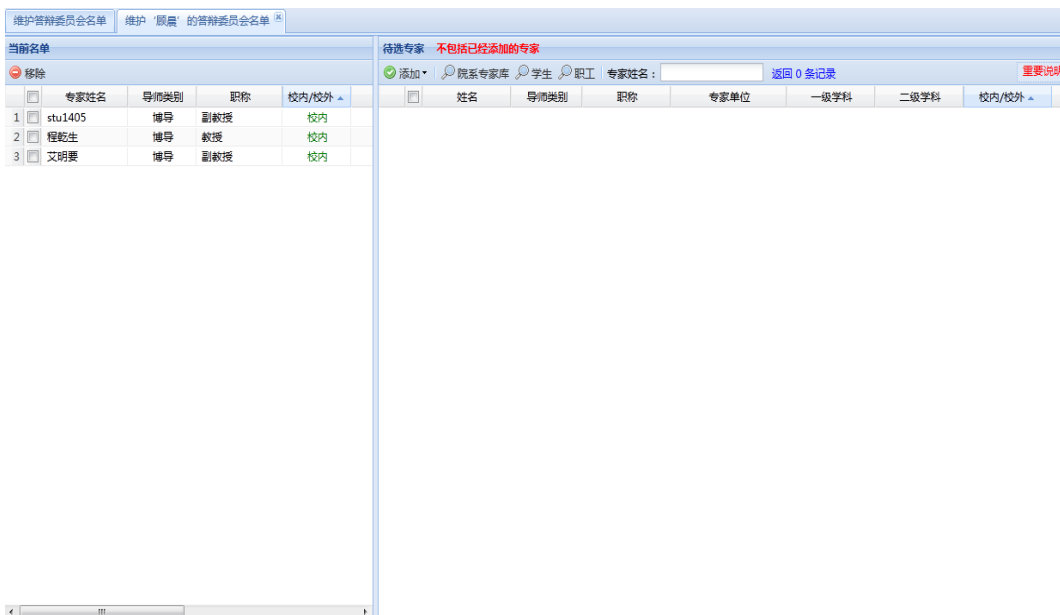 维护答辩委员会名单 维护‘顾晨’的答辩委员会名单
当前名单
移除
专家姓名 导师类别 职称 校内/校外
1 stu1405 博导 副教授 校内
2 程乾生 博导 教授 校内
3 艾明要 博导 副教授 校内
待选专家 不包括已经添加的专家
添加 院系专家库 学生 职工 专家姓名： 返回 0 条记录 重要说明
姓名 导师类别 职称 专家单位 一级学科 二级学科 校内/校外